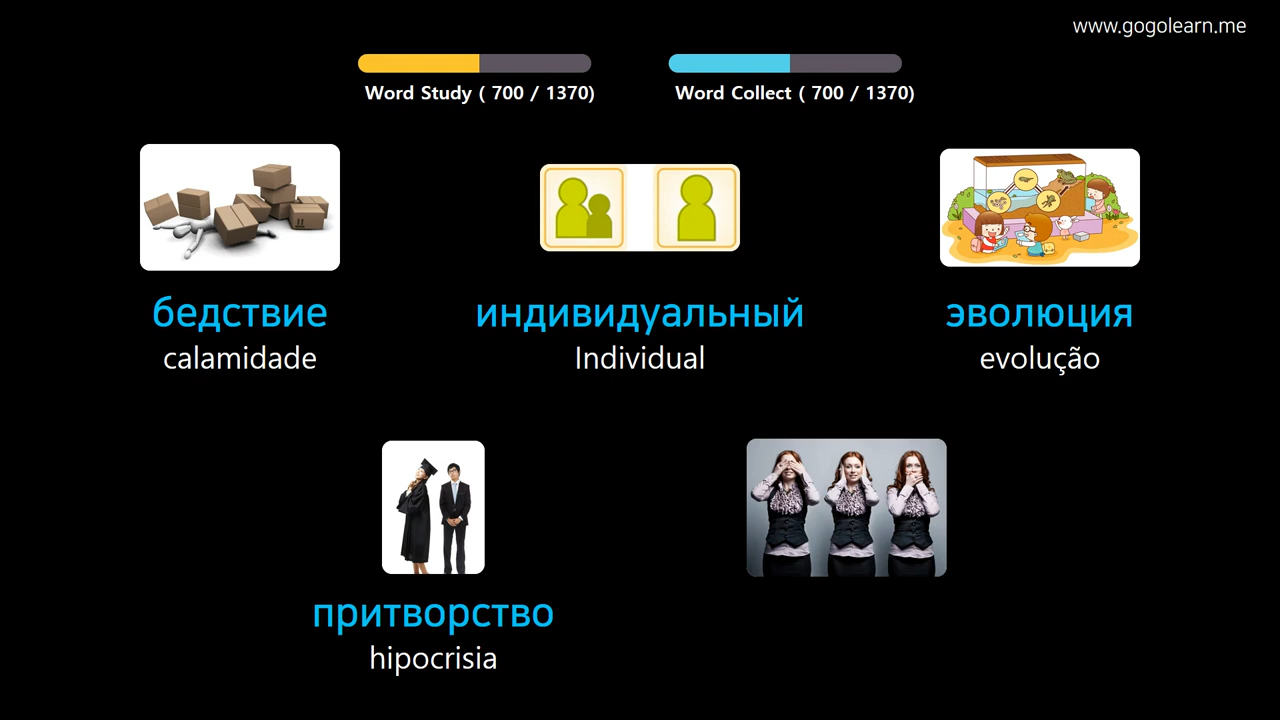 www.gogolearn.me
Word Study ( 700 / 1370)
Word Collect ( 700 / 1370)
бедствие
calamidade
индивидуальный
Individual
эволюция
evolução
притворство
hipocrisia